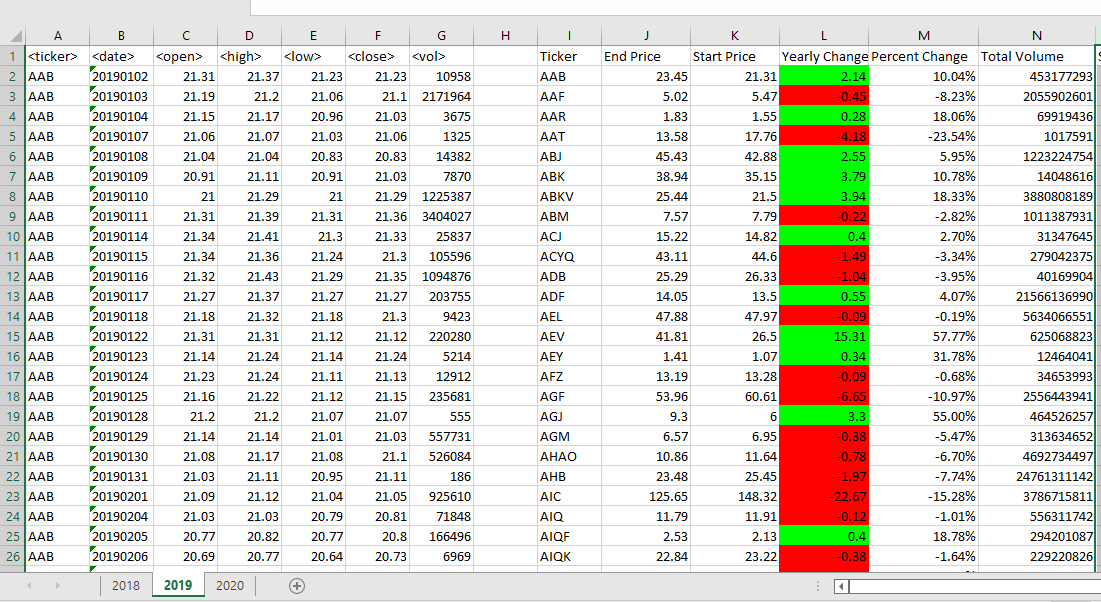 A B C D E F G H I J K L M N
1 <ticker> <date> <open> <high> <low> <close> <vol> Ticker End Price Start Price Yearly Change Percent Change Total Volume
2 AAB 20190102 21.31 21.37 21.23 21.23 10958 AAB 23.45 21.31 2.14 10.04% 453177293
3 AAB 20190103 21.19 21.2 21.06 21.1 2171964 AAF 5.02 5.47 -0.45 -8.23% 2055902601
4 AAB 20190104 21.15 21.17 20.96 21.03 3675 AAR 1.83 1.55 0.28 18.06% 69919436
5 AAB 20190107 21.06 21.07 21.03 21.06 1325 AAT 13.58 17.76 -4.18 -23.54% 1017591
6 AAB 20190108 21.04 21.04 20.83 20.83 14382 ABJ 45.43 42.88 2.55 5.95% 1223224754
7 AAB 20190109 20.91 21.11 20.91 21.03 7870 ABK 38.94 35.15 3.79 10.78% 14048616
8 AAB 20190110 21 21.29 21 21.29 1225387 ABKV 25.44 21.5 3.94 18.33% 3880808189
9 AAB 20190111 21.31 21.39 21.31 21.36 3404027 ABM 7.57 7.79 -0.22 -2.82% 1011387931
10 AAB 20190114 21.34 21.41 21.3 21.33 25837 ACJ 15.22 14.82 0.4 2.70% 31347645
11 AAB 20190115 21.34 21.36 21.24 21.3 105596 ACYQ 43.11 44.6 -1.49 -3.34% 279042375
12 AAB 20190116 21.32 21.43 21.29 21.35 1094876 ADB 25.29 26.33 -1.04 -3.95% 40169904
13 AAB 20190117 21.27 21.37 21.27 21.27 203755 ADF 14.05 13.5 0.55 4.07% 21566136990
14 AAB 20190118 21.18 21.32 21.18 21.3 9423 AEL 47.88 47.97 -0.09 -0.19% 5634066551
15 AAB 20190122 21.31 21.31 21.12 21.12 220280 AEV 41.81 26.5 15.31 57.77% 625068823
16 AAB 20190123 21.14 21.24 21.14 21.24 5214 AEY 1.41 1.07 0.34 31.78% 12464041
17 AAB 20190124 21.23 21.24 21.11 21.13 12912 AFZ 13.19 13.28 -0.09 -0.68% 34653993
18 AAB 20190125 21.16 21.22 21.12 21.15 235681 AGF 53.96 60.61 -6.65 -10.97% 2556443941
19 AAB 20190128 21.2 21.2 21.07 21.07 555 AGJ 9.3 6 3.3 55.00% 464526257
20 AAB 20190129 21.14 21.14 21.01 21.03 557731 AGM 6.57 6.95 -0.38 -5.47% 313634652
21 AAB 20190130 21.08 21.17 21.08 21.1 526084 AHAO 10.86 11.64 -0.78 -6.70% 4692734497
22 AAB 20190131 21.03 21.11 20.95 21.11 186 AHB 23.48 25.45 -1.97 -7.74% 24761311142
23 AAB 20190201 21.09 21.12 21.04 21.05 925610 AIC 125.65 148.32 -22.67 -15.28% 3786715811
24 AAB 20190204 21.03 21.03 20.79 20.81 71848 AIQ 11.79 11.91 -0.12 -1.01% 556311742
25 AAB 20190205 20.77 20.82 20.77 20.8 166496 AIQF 2.53 2.13 0.4 18.78% 294201087
26 AAB 20190206 20.69 20.77 20.64 20.73 6969 AIQK 22.84 23.22 -0.38 -1.64% 229220826
2018 2019 2020